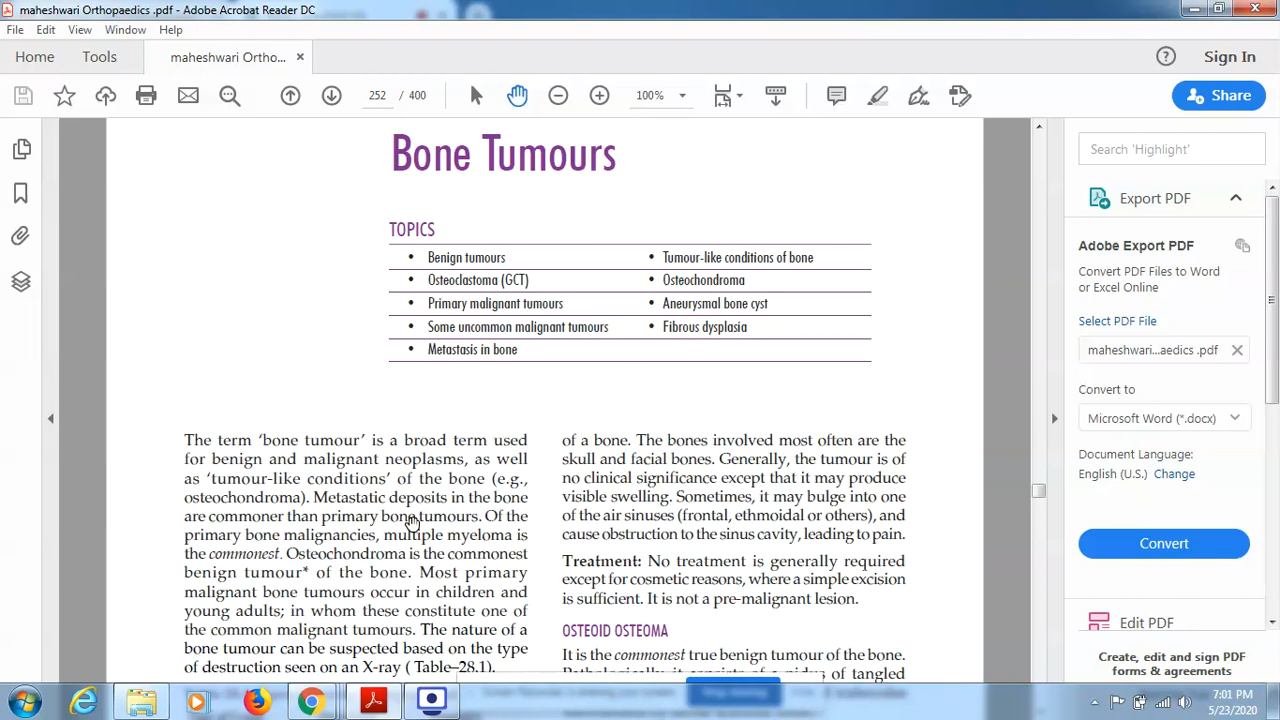 maheshwari Orthopaedics .pdf - Adobe Acrobat Reader DC
File Edit View Window Help
Home Tools maheshwari Ortho... × Sign In
252 / 400 100% Share
Bone Tumours
TOPICS
• Benign tumours • Tumour-like conditions of bone
• Osteoclastoma (GCT) • Osteochondroma
• Primary malignant tumours • Aneurysmal bone cyst
• Some uncommon malignant tumours • Fibrous dysplasia
• Metastasis in bone
The term ‘bone tumour’ is a broad term used
for benign and malignant neoplasms, as well
as ‘tumour-like conditions’ of the bone (e.g.,
osteochondroma). Metastatic deposits in the bone
are commoner than primary bone tumours. Of the
primary bone malignancies, multiple myeloma is
the commonest. Osteochondroma is the commonest
benign tumour* of the bone. Most primary
malignant bone tumours occur in children and
young adults; in whom these constitute one of
the common malignant tumours. The nature of a
bone tumour can be suspected based on the type
of destruction seen on an X-ray ( Table–28.1).
of a bone. The bones involved most often are the
skull and facial bones. Generally, the tumour is of
no clinical significance except that it may produce
visible swelling. Sometimes, it may bulge into one
of the air sinuses (frontal, ethmoidal or others), and
cause obstruction to the sinus cavity, leading to pain.
Treatment: No treatment is generally required
except for cosmetic reasons, where a simple excision
is sufficient. It is not a pre-malignant lesion.
OSTEOID OSTEOMA
It is the commonest true benign tumour of the bone.
Pathologically, it consists of a nidus of tangled
Search 'Highlight'
Export PDF
Adobe Export PDF
Convert PDF Files to Word
or Excel Online
Select PDF File
maheshwari...aedics .pdf
Convert to
Microsoft Word (*.docx)
Document Language:
English (U.S.) Change
Convert
Edit PDF
Create, edit and sign PDF
forms & agreements
7:01 PM
5/23/2020